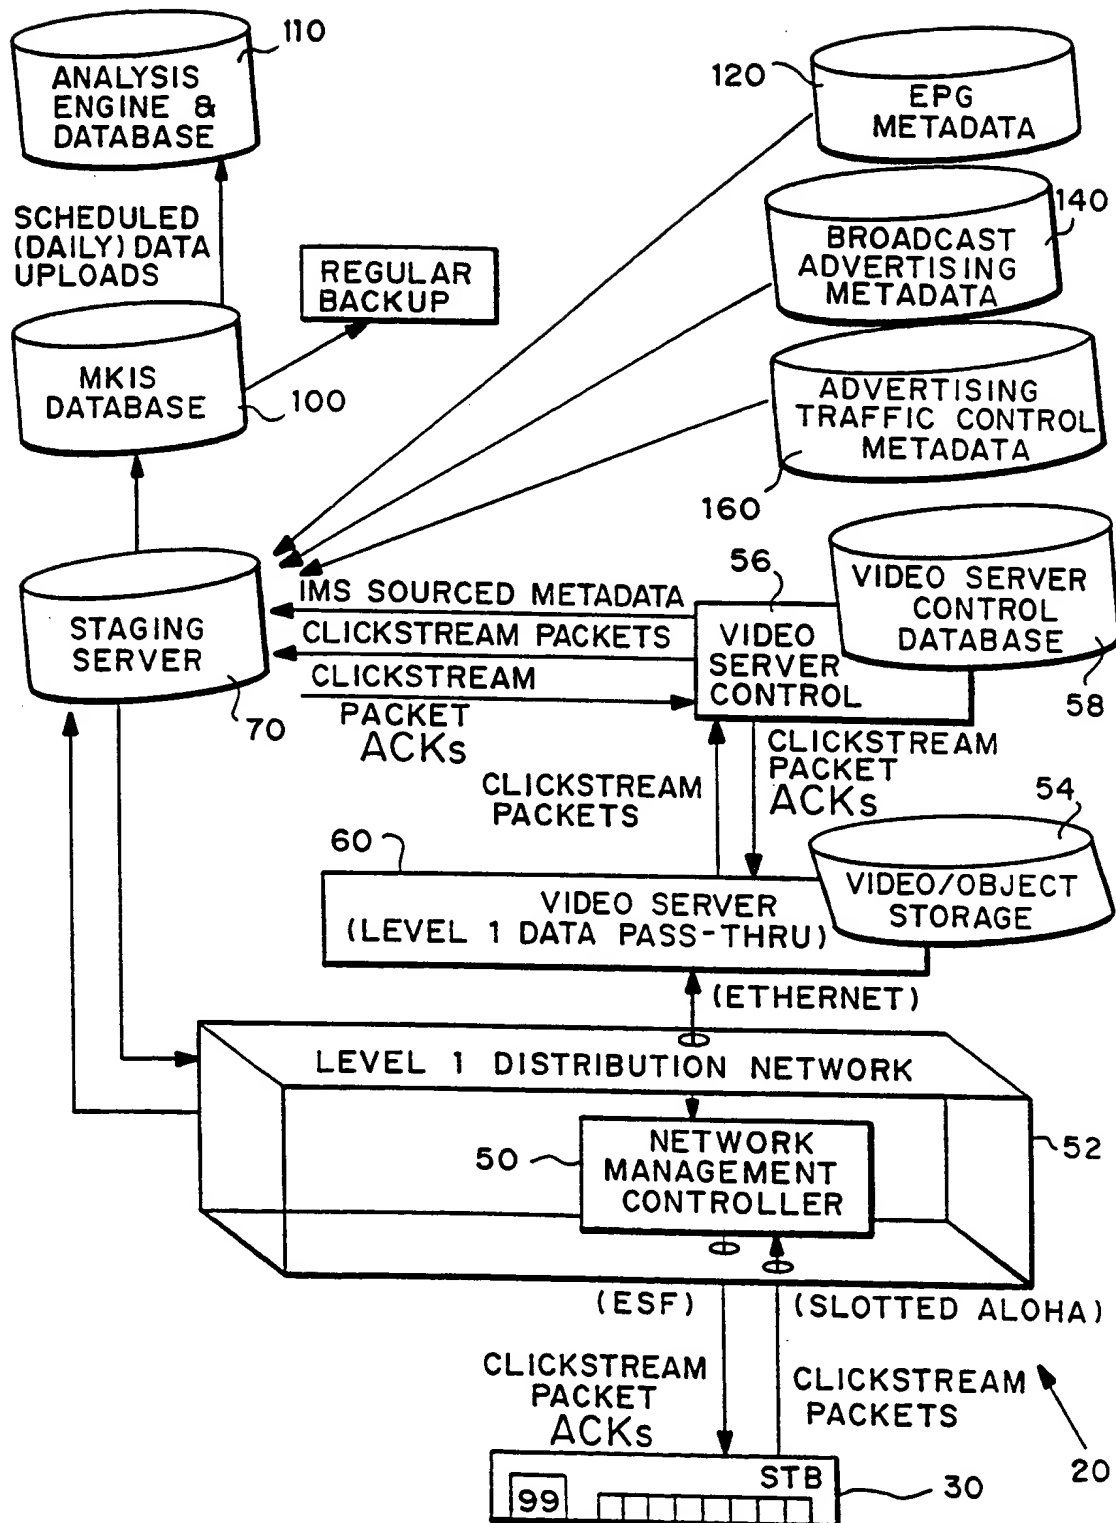 110
ANALYSIS
ENGINE &
DATABASE
120
EPG
METADATA
SCHEDULED
(DAILY) DATA
UPLOADS
REGULAR
BACKUP
140
BROADCAST
ADVERTISING
METADATA
MKIS
DATABASE
100
ADVERTISING
TRAFFIC CONTROL
METADATA
160
STAGING
SERVER
70
IMS SOURCED METADATA
CLICKSTREAM PACKETS
CLICKSTREAM
PACKET
ACKs
56
VIDEO
SERVER
CONTROL
VIDEO SERVER
CONTROL
DATABASE
58
CLICKSTREAM
PACKETS
CLICKSTREAM
PACKET
ACKs
54
VIDEO/OBJECT
STORAGE
60
VIDEO SERVER
(LEVEL 1 DATA PASS-THRU)
(ETHERNET)
LEVEL 1 DISTRIBUTION NETWORK
50
NETWORK
MANAGEMENT
CONTROLLER
52
(ESF)
(SLOTTED ALOHA)
CLICKSTREAM
PACKET
ACKs
CLICKSTREAM
PACKETS
20
STB
99
30